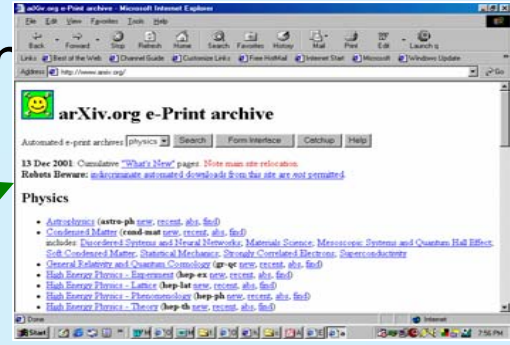 arXiv.org e-Print archive - Microsoft Internet Explorer
File Edit View Favorites Tools Help
Back Forward Stop Refresh Home Search Favorites History Mail Print Edit Launch q
Links Best of the Web Channel Guide Customize Links Free HotMail Internet Start Microsoft Windows Update
Address http://www.arxiv.org/ Go
arXiv.org e-Print archive
Automated e-print archives physics Search Form Interface Catchup Help
13 Dec 2001: Cumulative "What's New" pages. Note main site relocation.
Robots Beware: indiscriminate automated downloads from this site are not permitted.
Physics
• Astrophysics (astro-ph new, recent, abs, find)
• Condensed Matter (cond-mat new, recent, abs, find)
includes: Disordered Systems and Neural Networks, Materials Science, Mesoscopic Systems and Quantum Hall Effect,
Soft Condensed Matter, Statistical Mechanics, Strongly Correlated Electrons, Superconductivity
• General Relativity and Quantum Cosmology (gr-qc new, recent, abs, find)
• High Energy Physics - Experiment (hep-ex new, recent, abs, find)
• High Energy Physics - Lattice (hep-lat new, recent, abs, find)
• High Energy Physics - Phenomenology (hep-ph new, recent, abs, find)
• High Energy Physics - Theory (hep-th new, recent, abs, find)
Done Internet
Start 7:56 PM